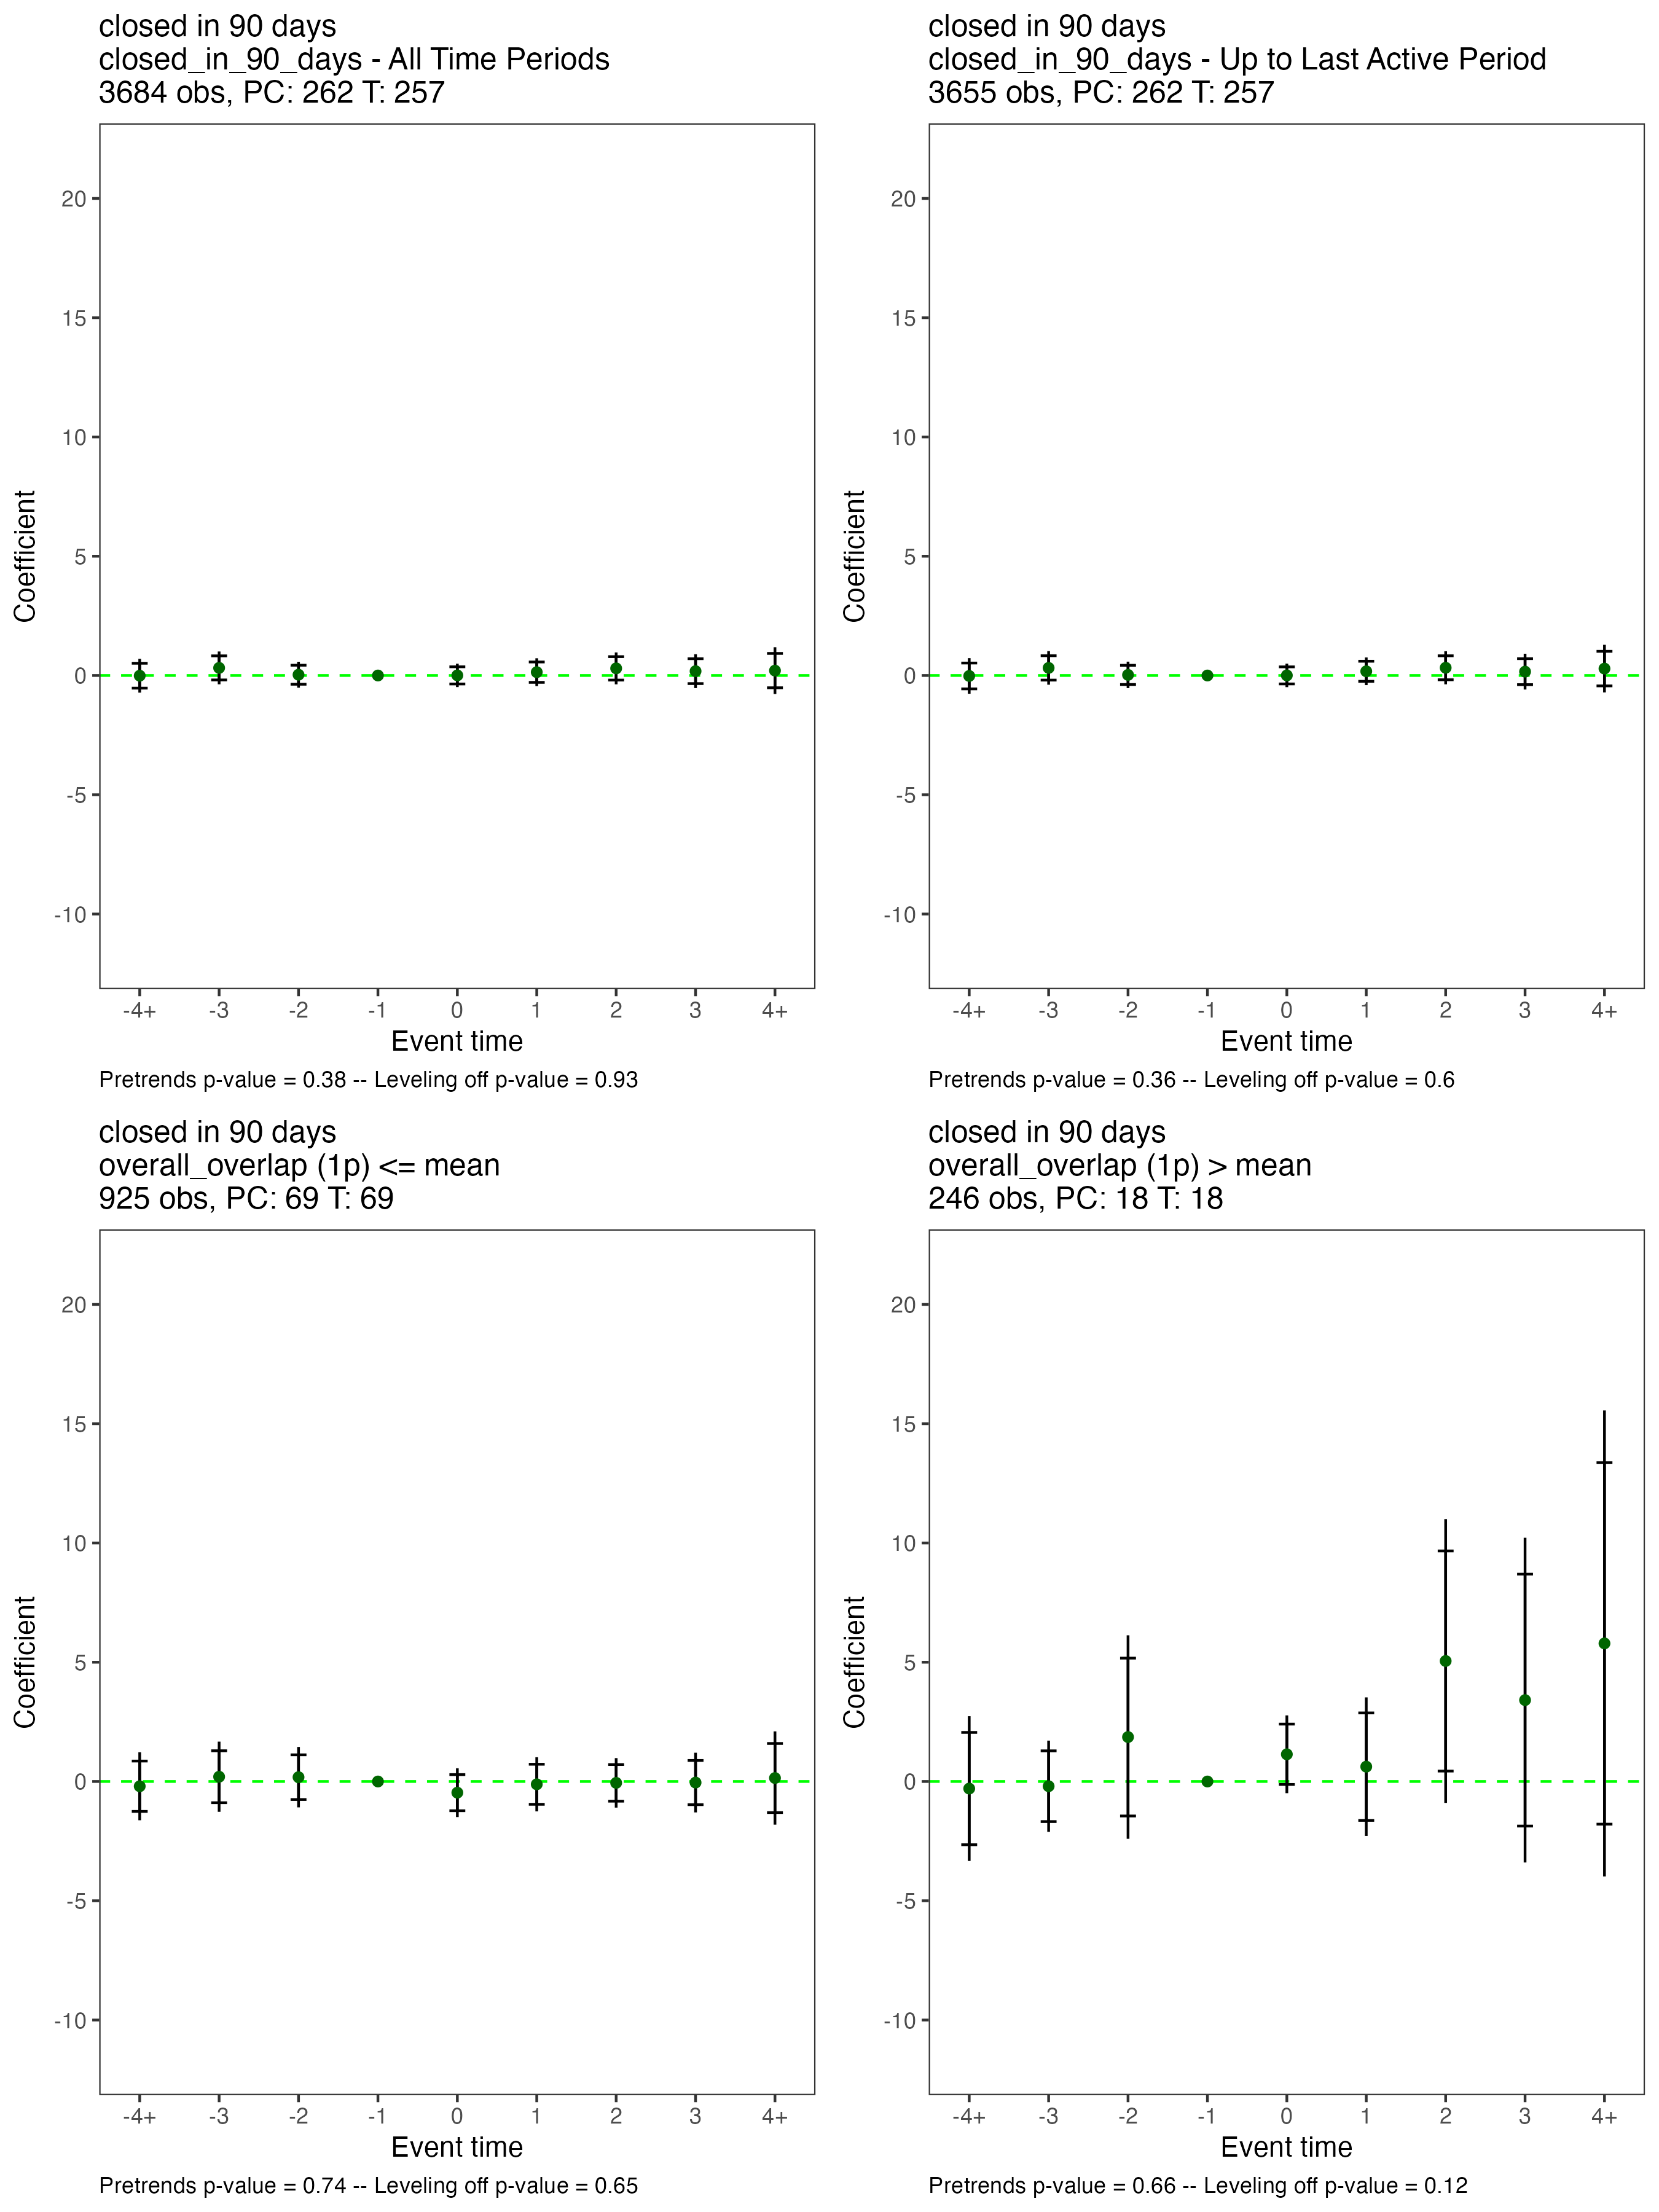 closed in 90 days
closed_in_90_days - All Time Periods
3684 obs, PC: 262 T: 257
Coefficient
20
15
10
5
0
-5
-10
-4+ -3 -2 -1 0 1 2 3 4+
Event time
Pretrends p-value = 0.38 -- Leveling off p-value = 0.93
closed in 90 days
closed_in_90_days - Up to Last Active Period
3655 obs, PC: 262 T: 257
Coefficient
20
15
10
5
0
-5
-10
-4+ -3 -2 -1 0 1 2 3 4+
Event time
Pretrends p-value = 0.36 -- Leveling off p-value = 0.6
closed in 90 days
overall_overlap (1p) <= mean
925 obs, PC: 69 T: 69
Coefficient
20
15
10
5
0
-5
-10
-4+ -3 -2 -1 0 1 2 3 4+
Event time
Pretrends p-value = 0.74 -- Leveling off p-value = 0.65
closed in 90 days
overall_overlap (1p) > mean
246 obs, PC: 18 T: 18
Coefficient
20
15
10
5
0
-5
-10
-4+ -3 -2 -1 0 1 2 3 4+
Event time
Pretrends p-value = 0.66 -- Leveling off p-value = 0.12